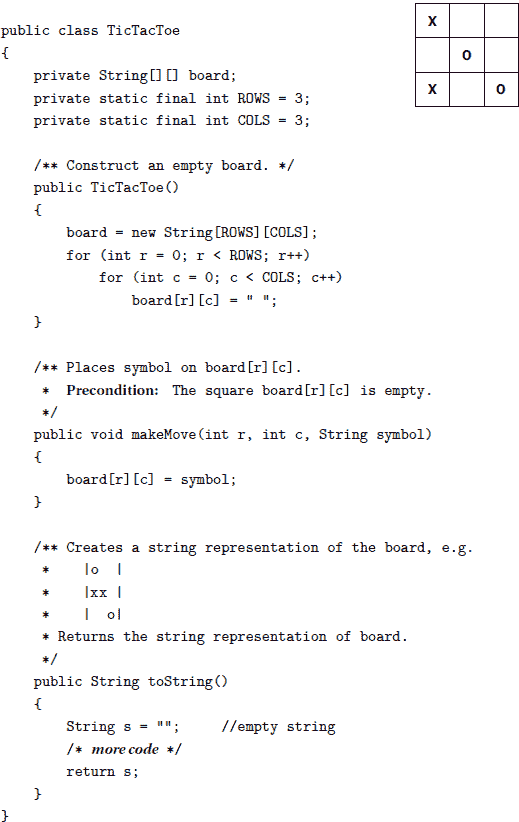 public class TicTacToe
{
    private String[][] board;
    private static final int ROWS = 3;
    private static final int COLS = 3;
    /** Construct an empty board. */
    public TicTacToe()
    {
        board = new String[ROWS][COLS];
        for (int r = 0; r < ROWS; r++)
            for (int c = 0; c < COLS; c++)
                board[r][c] = " ";
    }
    /** Places symbol on board[r][c].
     *  Precondition: The square board[r][c] is empty.
     */
    public void makeMove(int r, int c, String symbol)
    {
        board[r][c] = symbol;
    }
    /** Creates a string representation of the board, e.g.
     *    |o  |
     *    |xx |
     *    |  o|
     * Returns the string representation of board.
     */
    public String toString()
    {
        String s = "";     //empty string
        /* more code */
        return s;
    }
}
X
O
X O